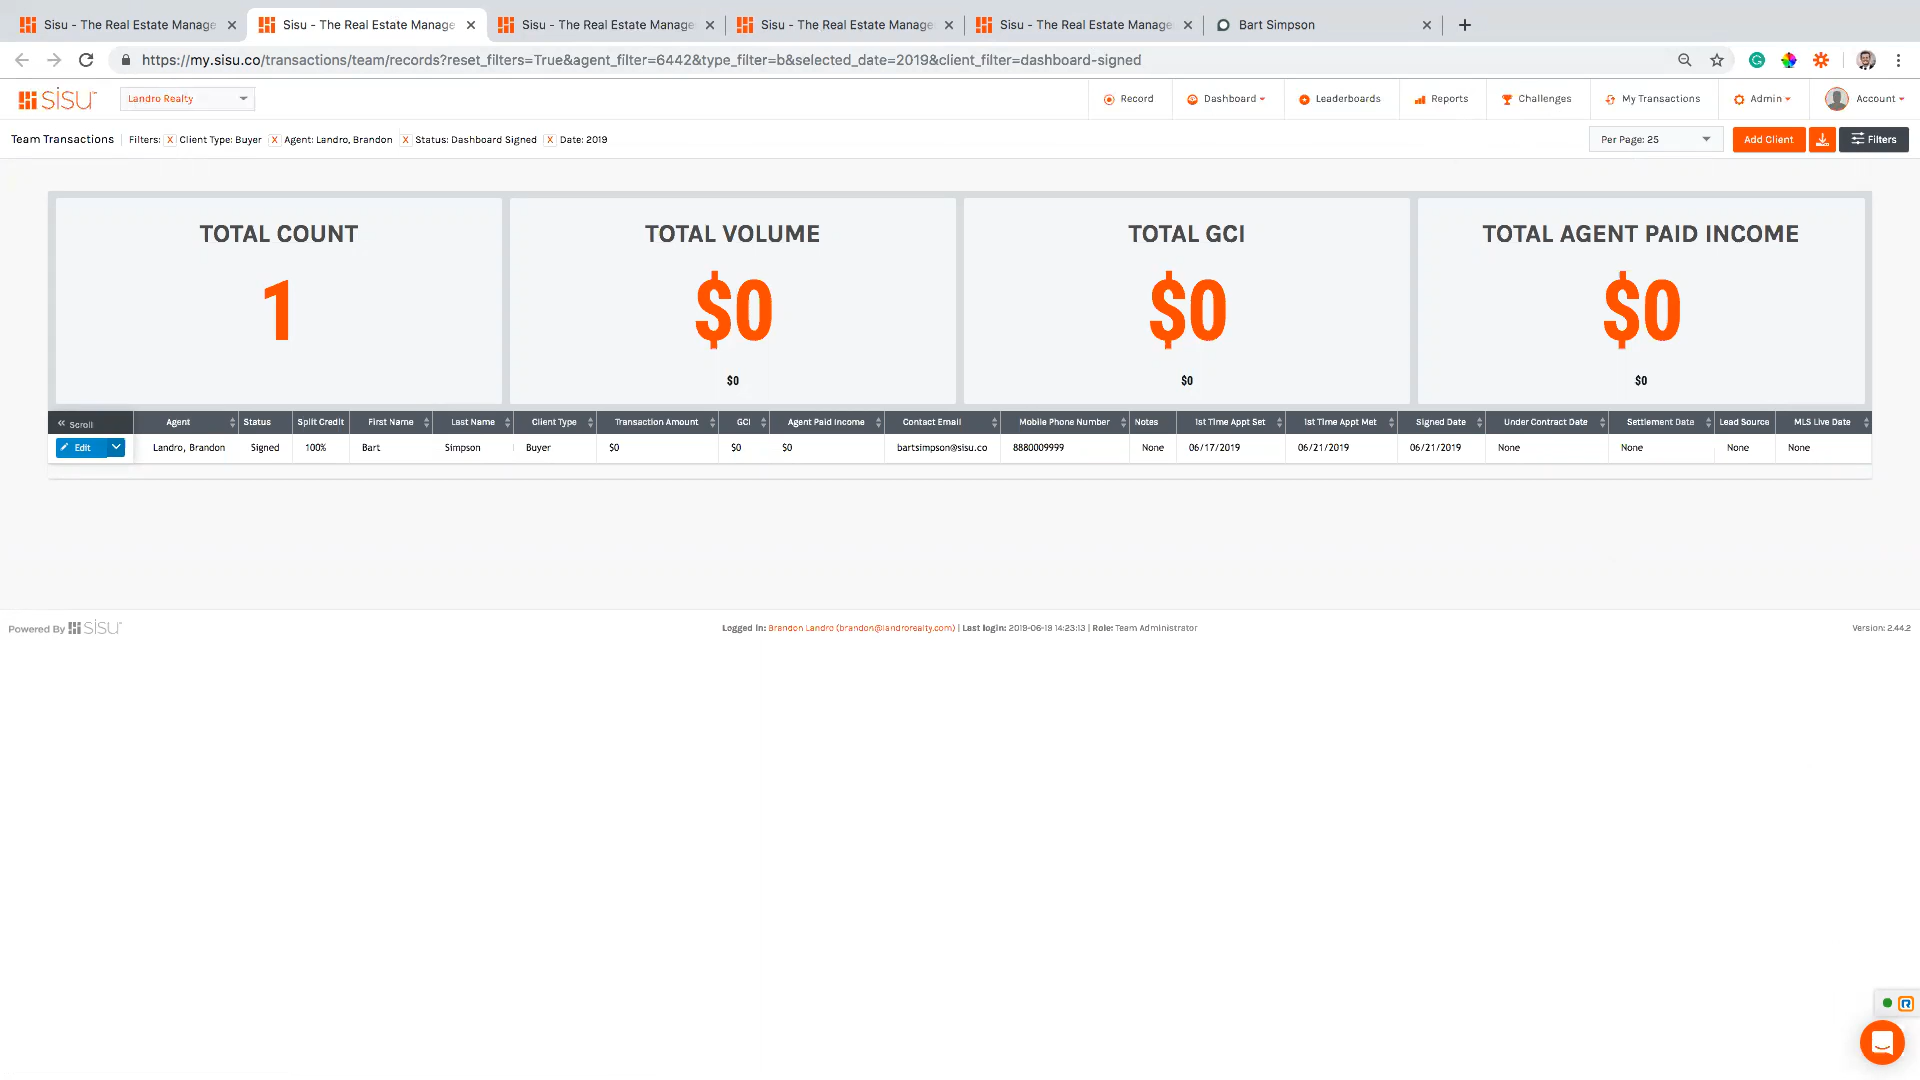 Sisu - The Real Estate Manage
Sisu - The Real Estate Manage
Sisu - The Real Estate Manage
Sisu - The Real Estate Manage
Sisu - The Real Estate Manage
Bart Simpson
https://my.sisu.co/transactions/team/records?reset_filters=True&agent_filter=6442&type_filter=b&selected_date=2019&client_filter=dashboard-signed
sisu
Landro Realty
Record
Dashboard
Leaderboards
Reports
Challenges
My Transactions
Admin
Account
Team Transactions
Filters: X Client Type: Buyer X Agent: Landro, Brandon X Status: Dashboard Signed X Date: 2019
Per Page: 25
Add Client
Filters
TOTAL COUNT
1
TOTAL VOLUME
$0
$0
TOTAL GCI
$0
$0
TOTAL AGENT PAID INCOME
$0
$0
« Scroll Agent Status Split Credit First Name Last Name Client Type Transaction Amount GCI Agent Paid Income Contact Email Mobile Phone Number Notes 1st Time Appt Set 1st Time Appt Met Signed Date Under Contract Date Settlement Date Lead Source MLS Live Date
Edit Landro, Brandon Signed 100% Bart Simpson Buyer $0 $0 $0 bartsimpson@sisu.co 8880009999 None 06/17/2019 06/21/2019 06/21/2019 None None None None
Powered By sisu
Logged in: Brandon Landro (brandon@landrorealty.com) | Last login: 2019-06-19 14:23:13 | Role: Team Administrator
Version: 2.44.2